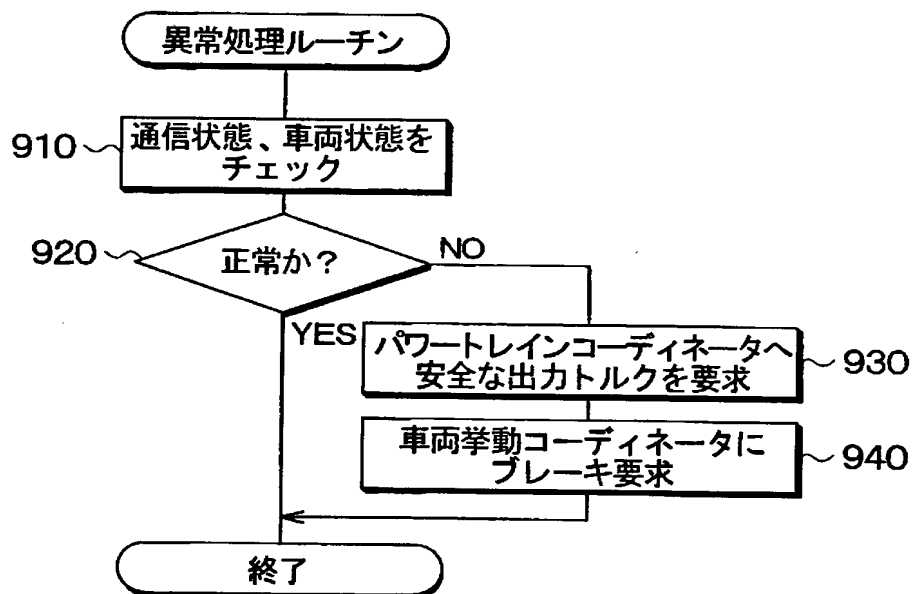 異常処理ルーチン
910
通信状態、車両状態を
チェック
920
正常か?
NO
YES
パワートレインコーディネータへ
安全な出力トルクを要求
930
車両挙動コーディネータに
ブレーキ要求
940
終了